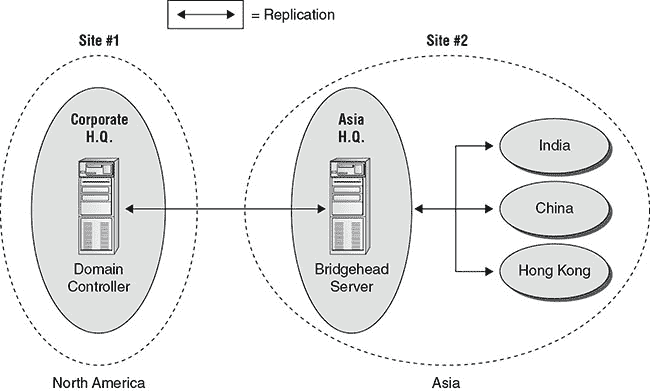 = Replication
Site #1
Site #2
Corporate
H.Q.
Domain
Controller
Asia
H.Q.
Bridgehead
Server
India
China
Hong Kong
North America
Asia